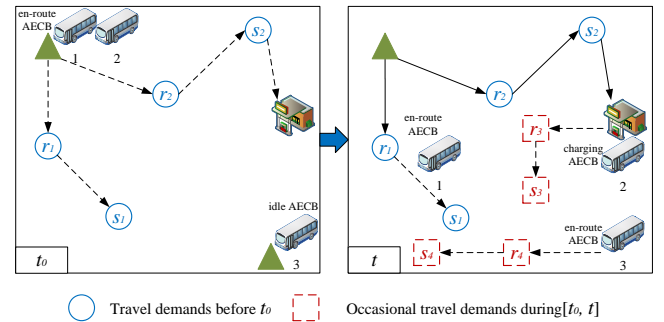 en-route
AECB
1
2
s₂
r₂
r₁
s₁
idle AECB
3
t₀
s₂
r₂
en-route
AECB
r₃
r₁
charging
AECB
1
2
s₃
s₁
en-route
AECB
s₄
r₄
3
t
Travel demands before t₀
Occasional travel demands during[t₀, t]